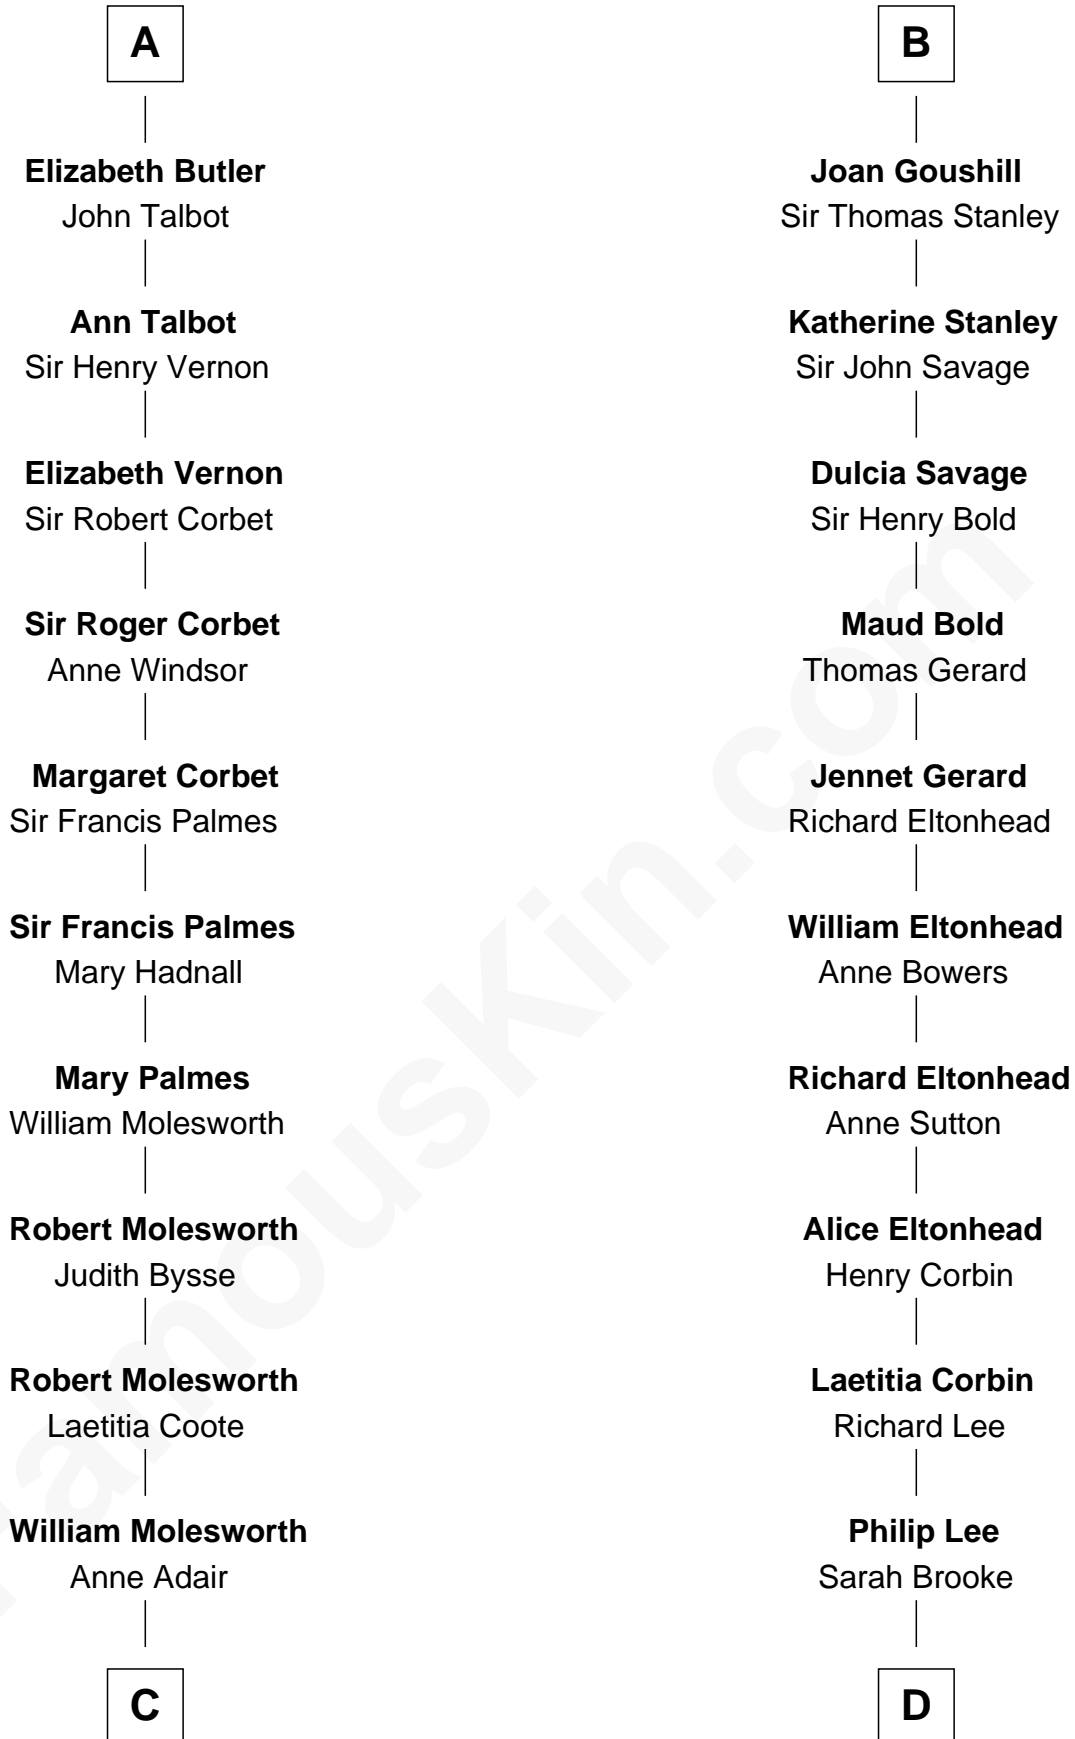 A
Elizabeth Butler
John Talbot
Ann Talbot
Sir Henry Vernon
Elizabeth Vernon
Sir Robert Corbet
Sir Roger Corbet
Anne Windsor
Margaret Corbet
Sir Francis Palmes
Sir Francis Palmes
Mary Hadnall
Mary Palmes
William Molesworth
Robert Molesworth
Judith Bysse
Robert Molesworth
Laetitia Coote
William Molesworth
Anne Adair
C
B
Joan Goushill
Sir Thomas Stanley
Katherine Stanley
Sir John Savage
Dulcia Savage
Sir Henry Bold
Maud Bold
Thomas Gerard
Jennet Gerard
Richard Eltonhead
William Eltonhead
Anne Bowers
Richard Eltonhead
Anne Sutton
Alice Eltonhead
Henry Corbin
Laetitia Corbin
Richard Lee
Philip Lee
Sarah Brooke
D
FamousKin.com